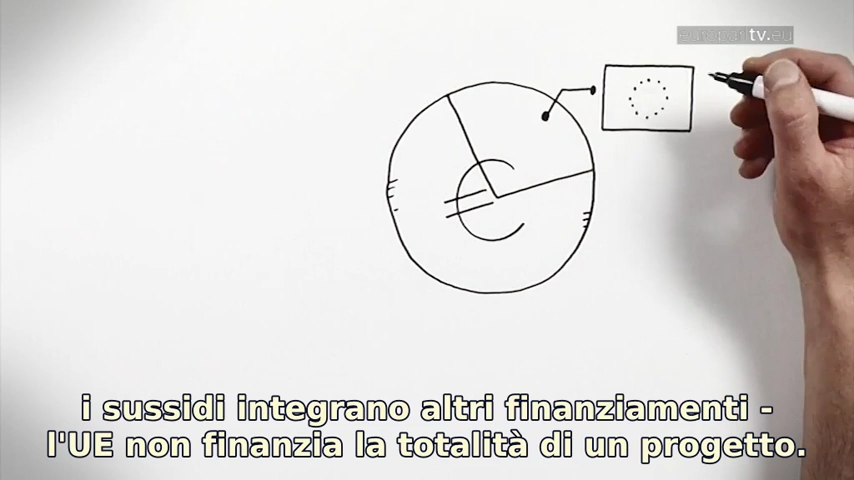 europarltv.eu
i sussidi integrano altri finanziamenti -
l'UE non finanzia la totalità di un progetto.